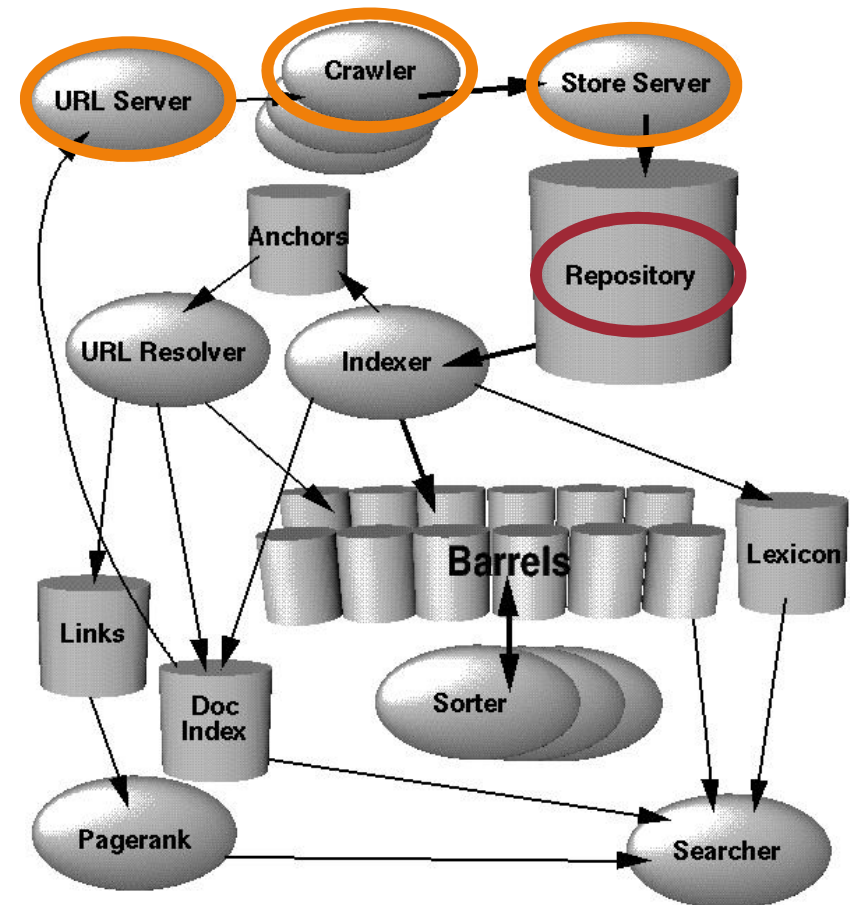 URL Server
Crawler
Store Server
Anchors
Repository
URL Resolver
Indexer
Barrels
Lexicon
Links
Doc
Index
Sorter
Pagerank
Searcher